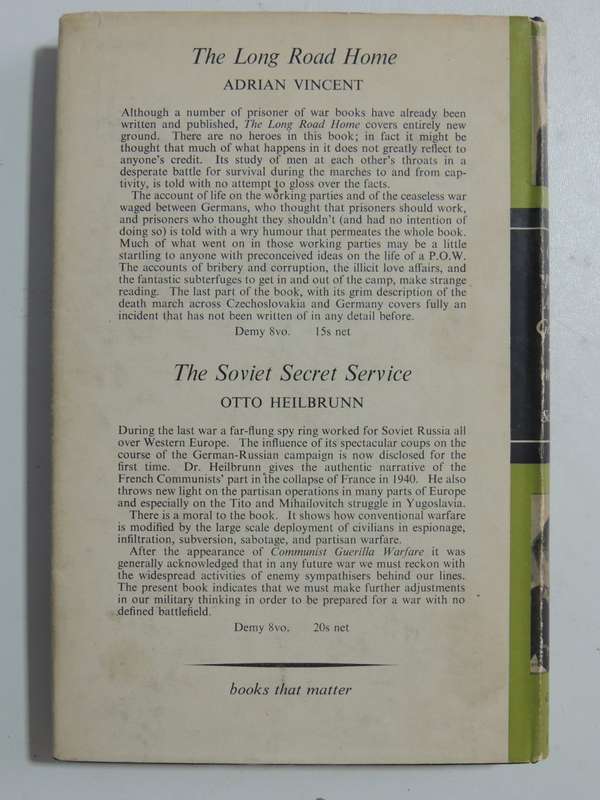 The Long Road Home
ADRIAN VINCENT
Although a number of prisoner of war books have already been
written and published, The Long Road Home covers entirely new
ground. There are no heroes in this book; in fact it might be
thought that much of what happens in it does not greatly reflect to
anyone's credit. Its study of men at each other's throats in a
desperate battle for survival during the marches to and from cap-
tivity, is told with no attempt to gloss over the facts.
The account of life on the working parties and of the ceaseless war
waged between Germans, who thought that prisoners should work,
and prisoners who thought they shouldn't (and had no intention of
doing so) is told with a wry humour that permeates the whole book.
Much of what went on in those working parties may be a little
startling to anyone with preconceived ideas on the life of a P.O.W.
The accounts of bribery and corruption, the illicit love affairs, and
the fantastic subterfuges to get in and out of the camp, make strange
reading. The last part of the book, with its grim description of the
death march across Czechoslovakia and Germany covers fully an
incident that has not been written of in any detail before.
Demy 8vo. 15s net
The Soviet Secret Service
OTTO HEILBRUNN
During the last war a far-flung spy ring worked for Soviet Russia all
over Western Europe. The influence of its spectacular coups on the
course of the German-Russian campaign is now disclosed for the
first time. Dr. Heilbrunn gives the authentic narrative of the
French Communists' part in the collapse of France in 1940. He also
throws new light on the partisan operations in many parts of Europe
and especially on the Tito and Mihailovitch struggle in Yugoslavia.
There is a moral to the book. It shows how conventional warfare
is modified by the large scale deployment of civilians in espionage,
infiltration, subversion, sabotage, and partisan warfare.
After the appearance of Communist Guerilla Warfare it was
generally acknowledged that in any future war we must reckon with
the widespread activities of enemy sympathisers behind our lines.
The present book indicates that we must make further adjustments
in our military thinking in order to be prepared for a war with no
defined battlefield.
Demy 8vo. 20s net
books that matter